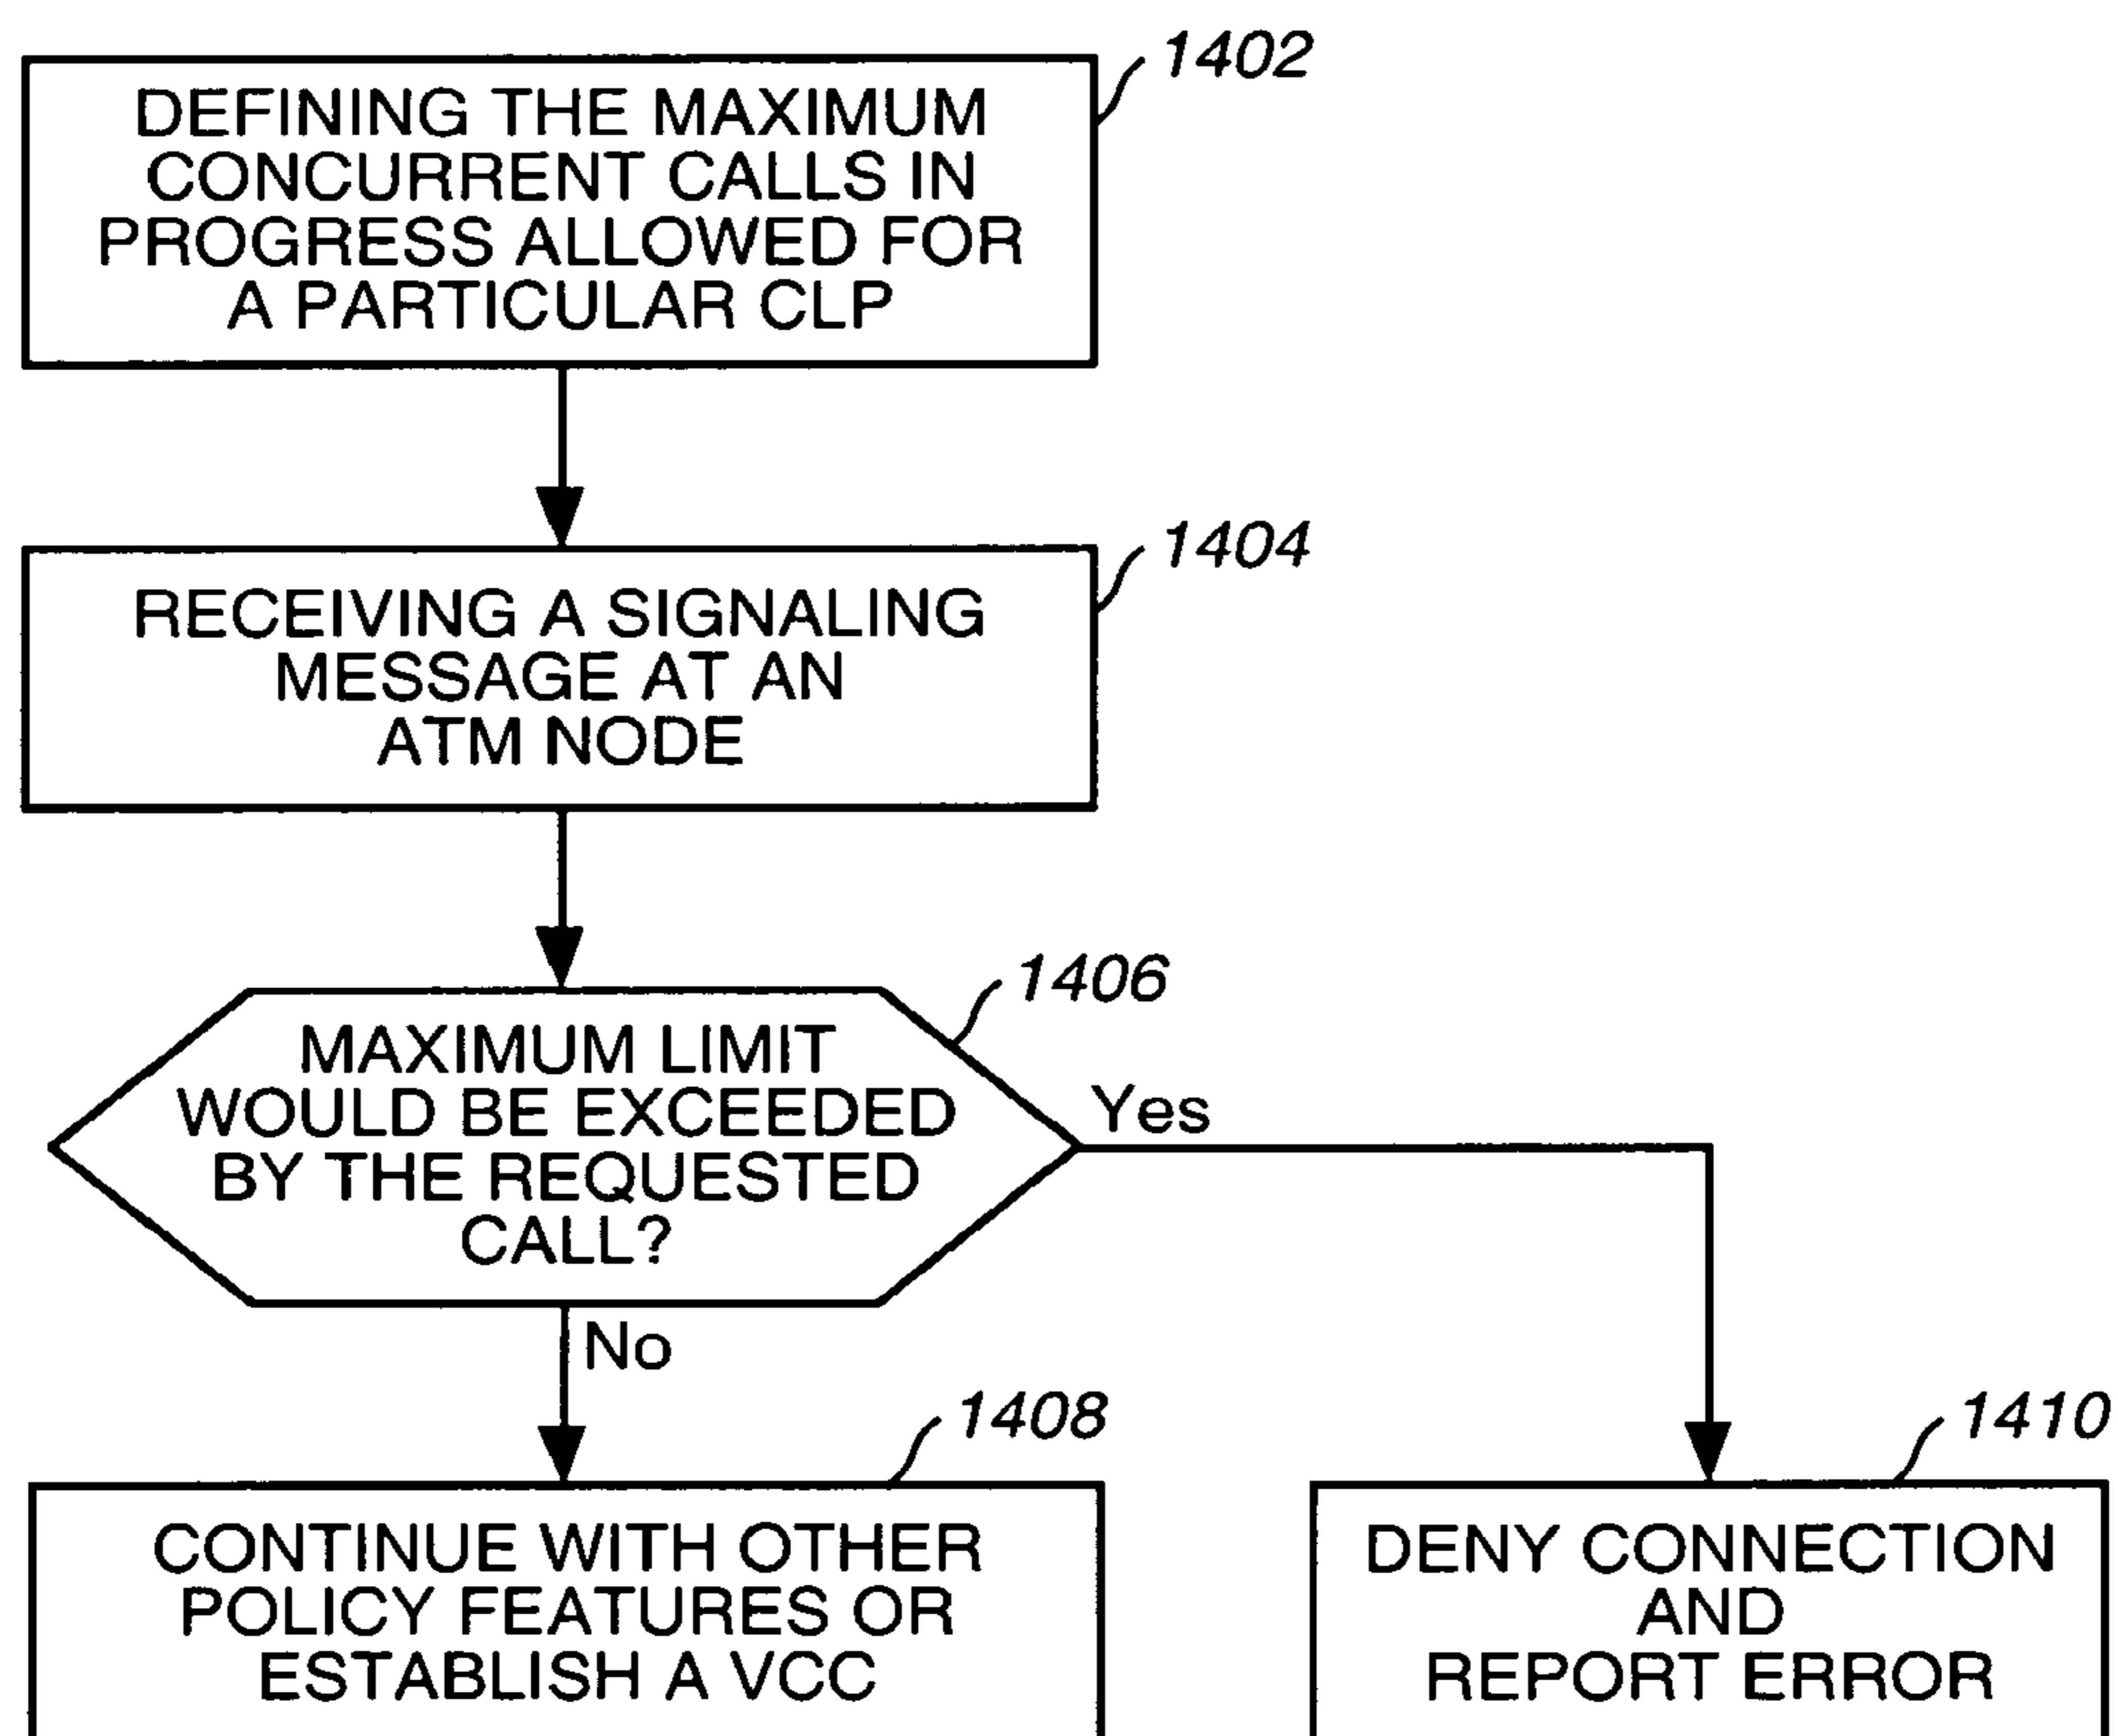 1402
DEFINING THE MAXIMUM
CONCURRENT CALLS IN
PROGRESS ALLOWED FOR
A PARTICULAR CLP
1404
RECEIVING A SIGNALING
MESSAGE AT AN
ATM NODE
1406
MAXIMUM LIMIT
WOULD BE EXCEEDED
BY THE REQUESTED
CALL?
Yes
No
1408
CONTINUE WITH OTHER
POLICY FEATURES OR
ESTABLISH A VCC
1410
DENY CONNECTION
AND
REPORT ERROR